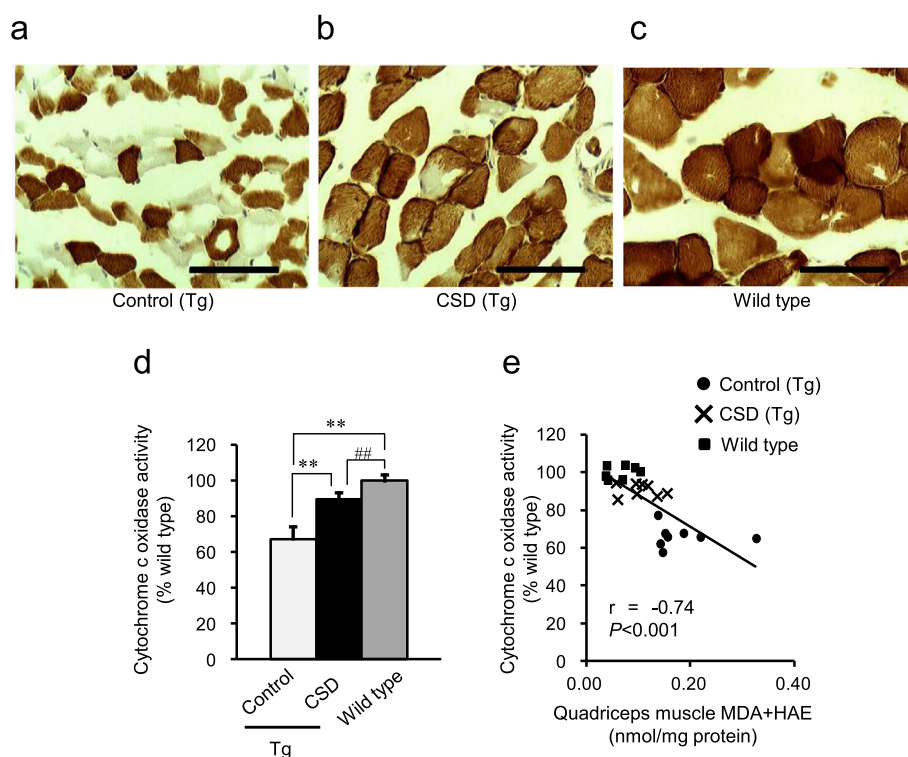 a
b
c
Control (Tg)
CSD (Tg)
Wild type
d
Cytochrome c oxidase activity
(% wild type)
120
100
80
60
40
20
0
**
**
##
Control
CSD
Wild type
Tg
e
Control (Tg)
CSD (Tg)
Wild type
Cytochrome c oxidase activity
(% wild type)
120
100
80
60
40
20
0
r = -0.74
P<0.001
0.00
0.20
0.40
Quadriceps muscle MDA+HAE
(nmol/mg protein)